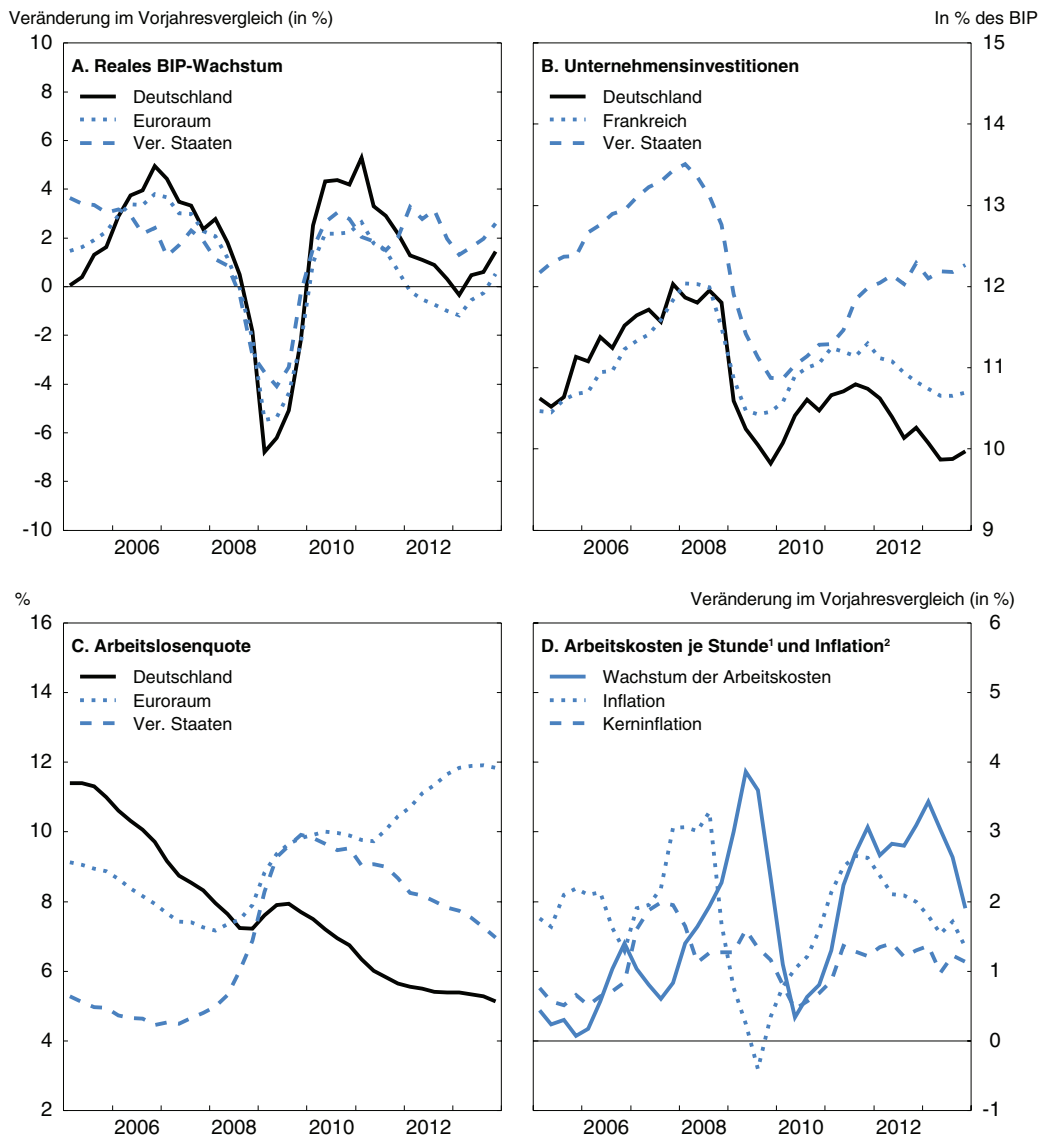 Veränderung im Vorjahresvergleich (in %)
10
8
6
4
2
0
-2
-4
-6
-8
-10
A. Reales BIP-Wachstum
Deutschland
Euroraum
Ver. Staaten
2006 2008 2010 2012
In % des BIP
15
14
13
12
11
10
9
B. Unternehmensinvestitionen
Deutschland
Frankreich
Ver. Staaten
2006 2008 2010 2012
%
16
14
12
10
8
6
4
2
C. Arbeitslosenquote
Deutschland
Euroraum
Ver. Staaten
2006 2008 2010 2012
Veränderung im Vorjahresvergleich (in %)
6
5
4
3
2
1
0
-1
D. Arbeitskosten je Stunde¹ und Inflation²
Wachstum der Arbeitskosten
Inflation
Kerninflation
2006 2008 2010 2012